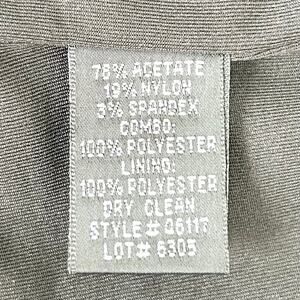 78% ACETATE
19% NYLON
3% SPANDEX
COMBO:
100% POLYESTER
LINING:
100% POLYESTER
DRY CLEAN
STYLE# Q6117
LOT# 6305